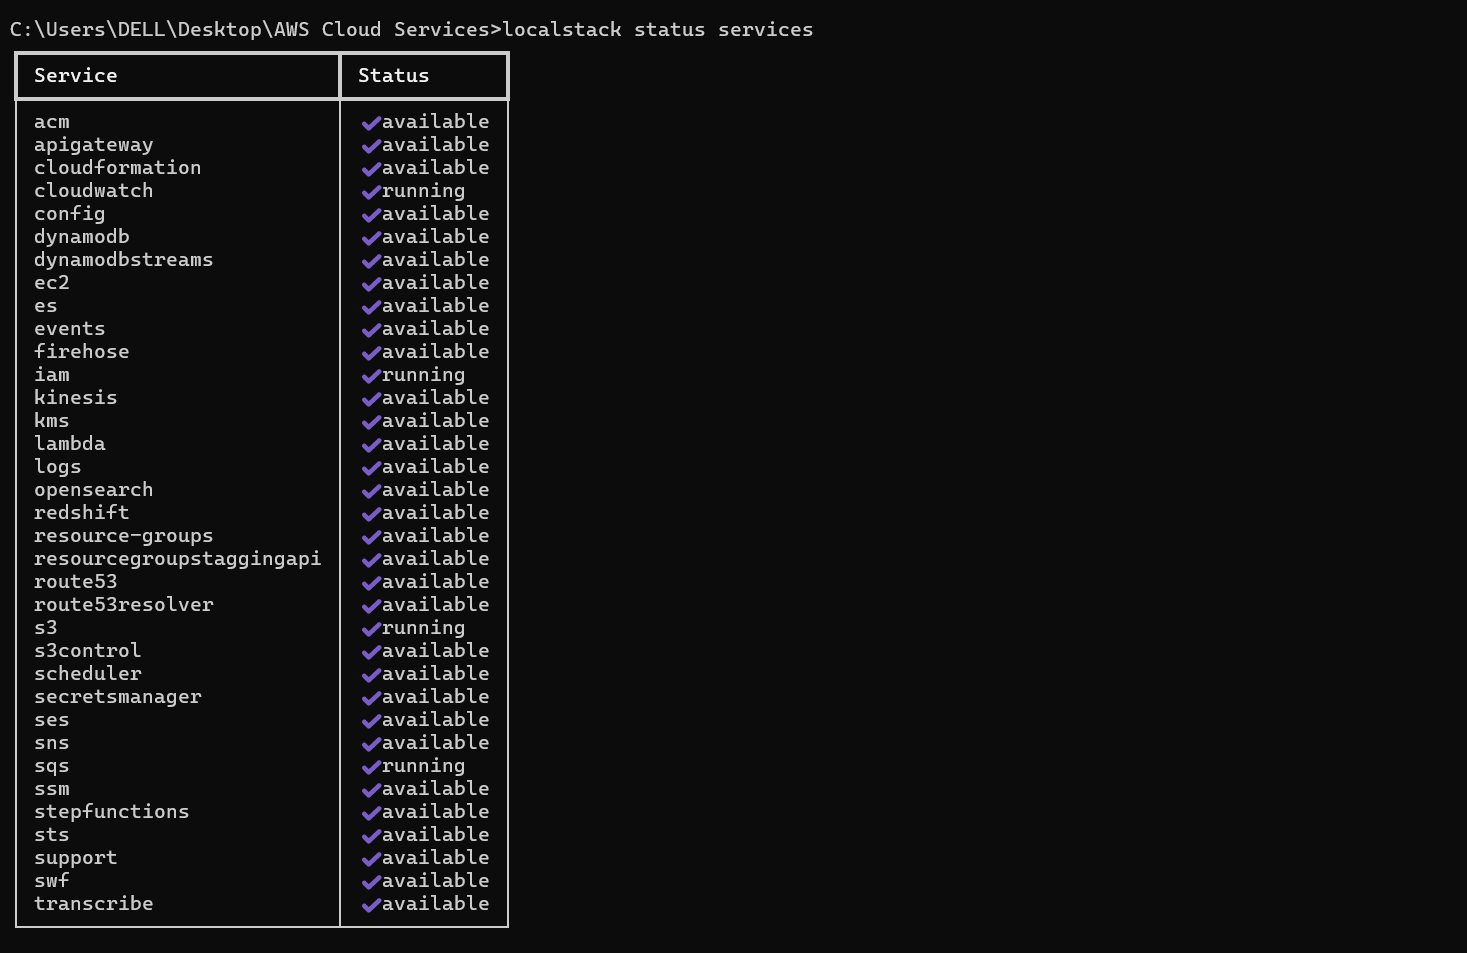 C:\Users\DELL\Desktop\AWS Cloud Services>localstack status services
Service Status
acm ✔available
apigateway ✔available
cloudformation ✔available
cloudwatch ✔running
config ✔available
dynamodb ✔available
dynamodbstreams ✔available
ec2 ✔available
es ✔available
events ✔available
firehose ✔available
iam ✔running
kinesis ✔available
kms ✔available
lambda ✔available
logs ✔available
opensearch ✔available
redshift ✔available
resource-groups ✔available
resourcegroupstaggingapi ✔available
route53 ✔available
route53resolver ✔available
s3 ✔running
s3control ✔available
scheduler ✔available
secretsmanager ✔available
ses ✔available
sns ✔available
sqs ✔running
ssm ✔available
stepfunctions ✔available
sts ✔available
support ✔available
swf ✔available
transcribe ✔available